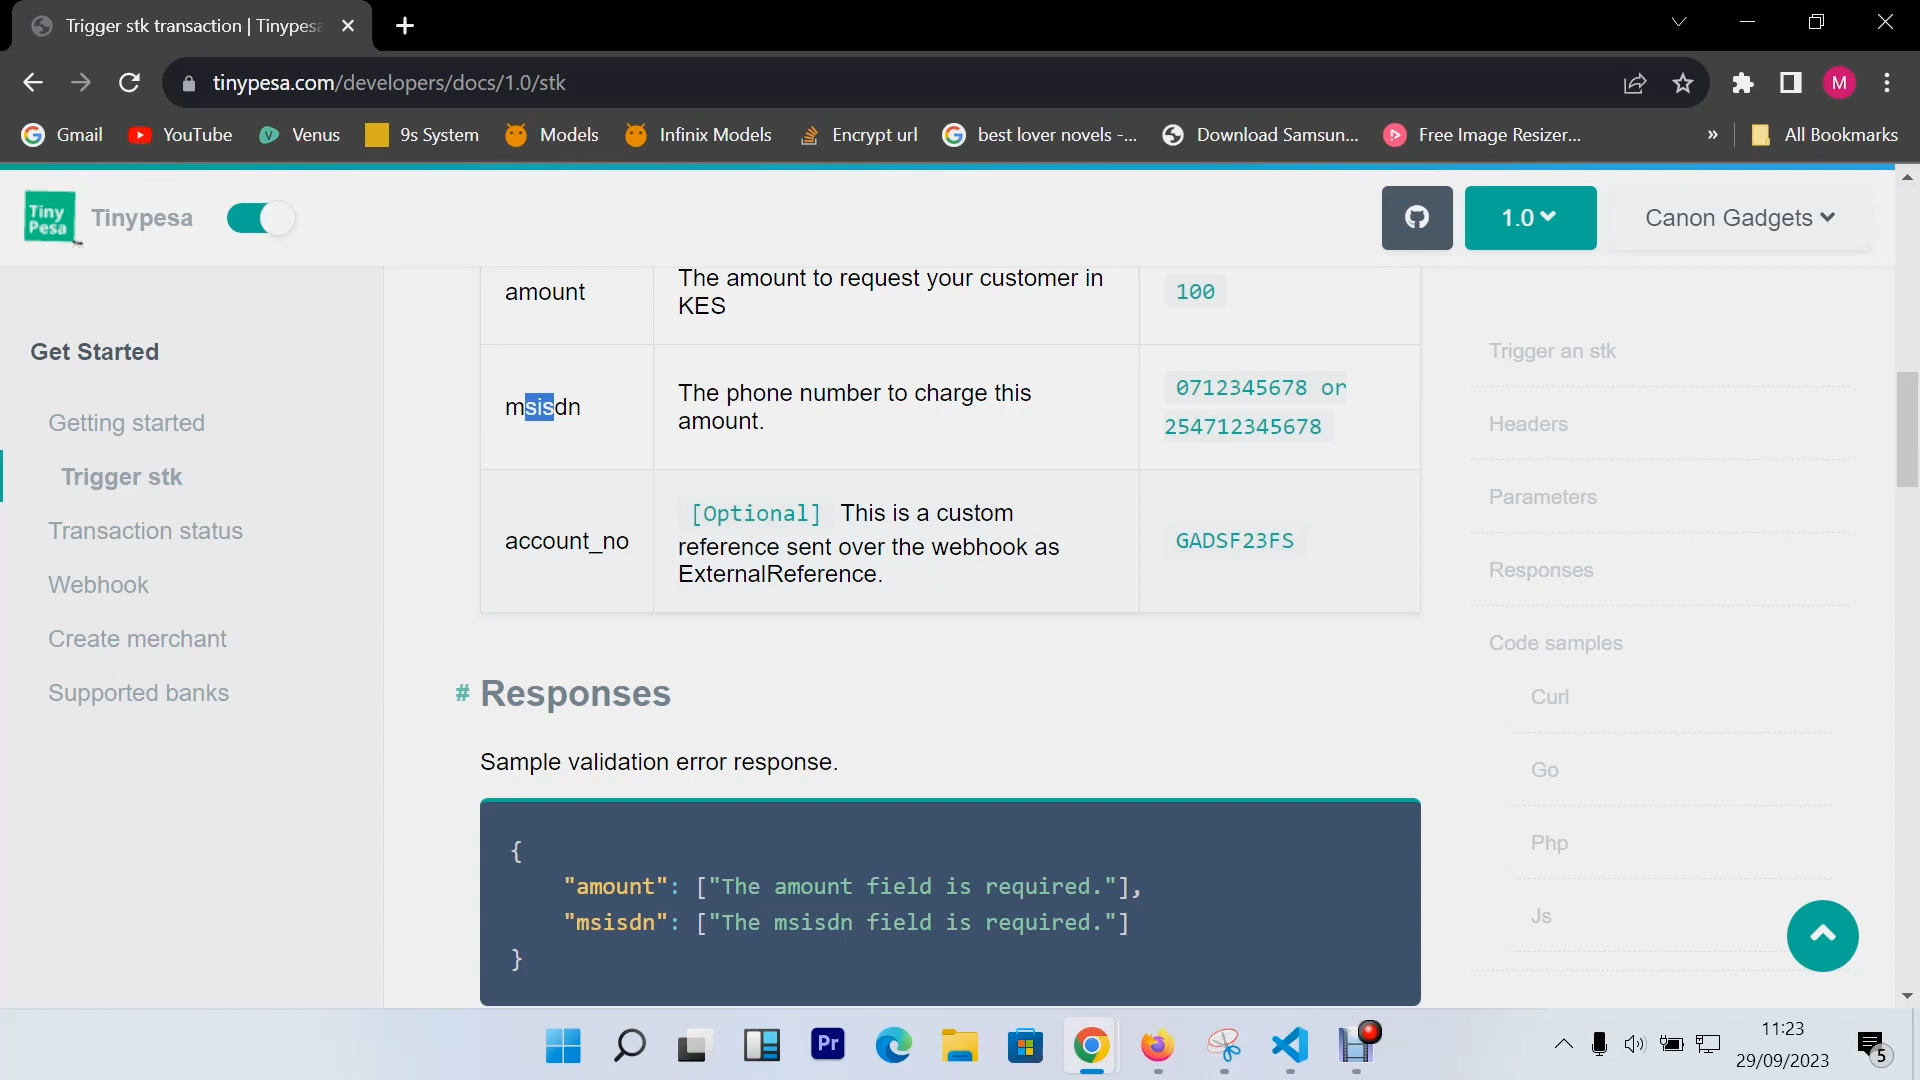 Trigger stk transaction | Tinypesa
tinypesa.com/developers/docs/1.0/stk
M
Gmail
YouTube
Venus
9s System
Models
Infinix Models
Encrypt url
best lover novels -...
Download Samsun...
Free Image Resizer...
»
All Bookmarks
Tiny
Pesa
Tinypesa
1.0
Canon Gadgets
Get Started
Getting started
Trigger stk
Transaction status
Webhook
Create merchant
Supported banks
amount
The amount to request your customer in
KES
100
msisdn
The phone number to charge this
amount.
0712345678 or
254712345678
account_no
[Optional] This is a custom
reference sent over the webhook as
ExternalReference.
GADSF23FS
# Responses
Sample validation error response.
{
"amount": ["The amount field is required."],
"msisdn": ["The msisdn field is required."]
}
Trigger an stk
Headers
Parameters
Responses
Code samples
Curl
Go
Php
Js
Pr
11:23
29/09/2023
5